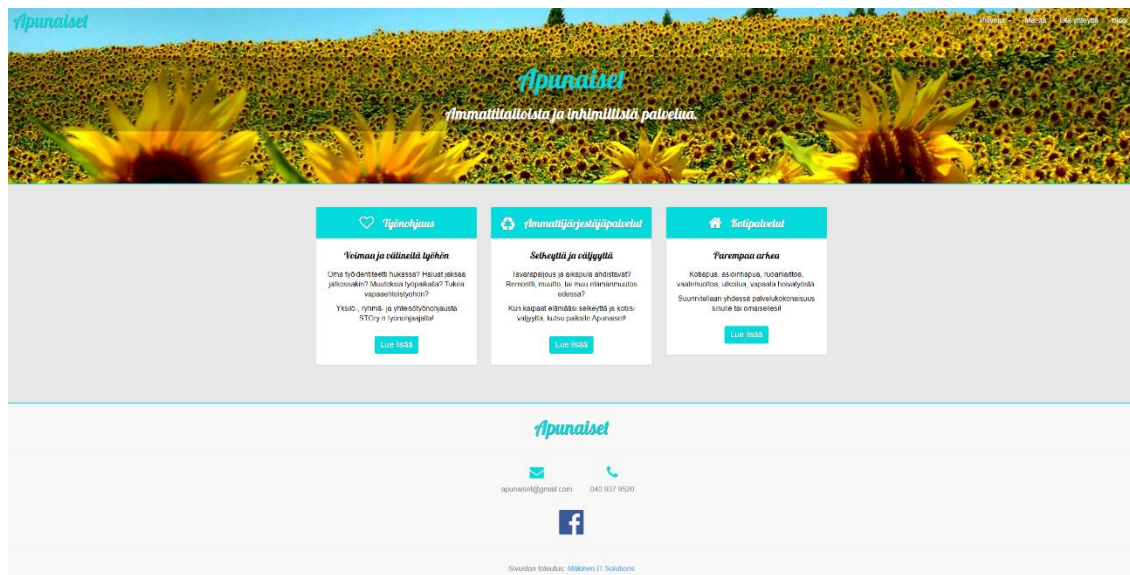 Apunaiset
Palvelut Meistä Ota yhteyttä Blogi
Apunaiset
Ammattitaitoista ja inhimillistä palvelua.
Työnohjaus
Ammattijärjestäjäpalvelut
Kotipalvelut
Voimaa ja välineitä työhön
Oma työidentiteetti hukassa? Haluat jaksaa
jatkossakin? Muutoksia työpaikalla? Tukea
vapaaehtoistyöhön?
Yksilö-, ryhmä- ja yhteisötyönohjausta
STOry:n työnohjaajalta!
Lue lisää
Selkeyttä ja väljyyttä
Tavarapaljous ja aikapula ahdistavat?
Remontti, muutto, tai muu elämänmuutos
edessä?
Kun kaipaat elämääsi selkeyttä ja kotiisi
väljyyttä, kutsu paikalle Apunaiset!
Lue lisää
Parempaa arkea
Kotiapua, asiointiapua, ruoanlaittoa,
vaatehuoltoa, ulkoilua, vapaata hoivatyöstä.
Suunnitellaan yhdessä palvelukokonaisuus
sinulle tai omaisellesi!
Lue lisää
Apunaiset
apunaiset@gmail.com 040 937 9520
Sivuston toteutus: Mäkinen IT Solutions